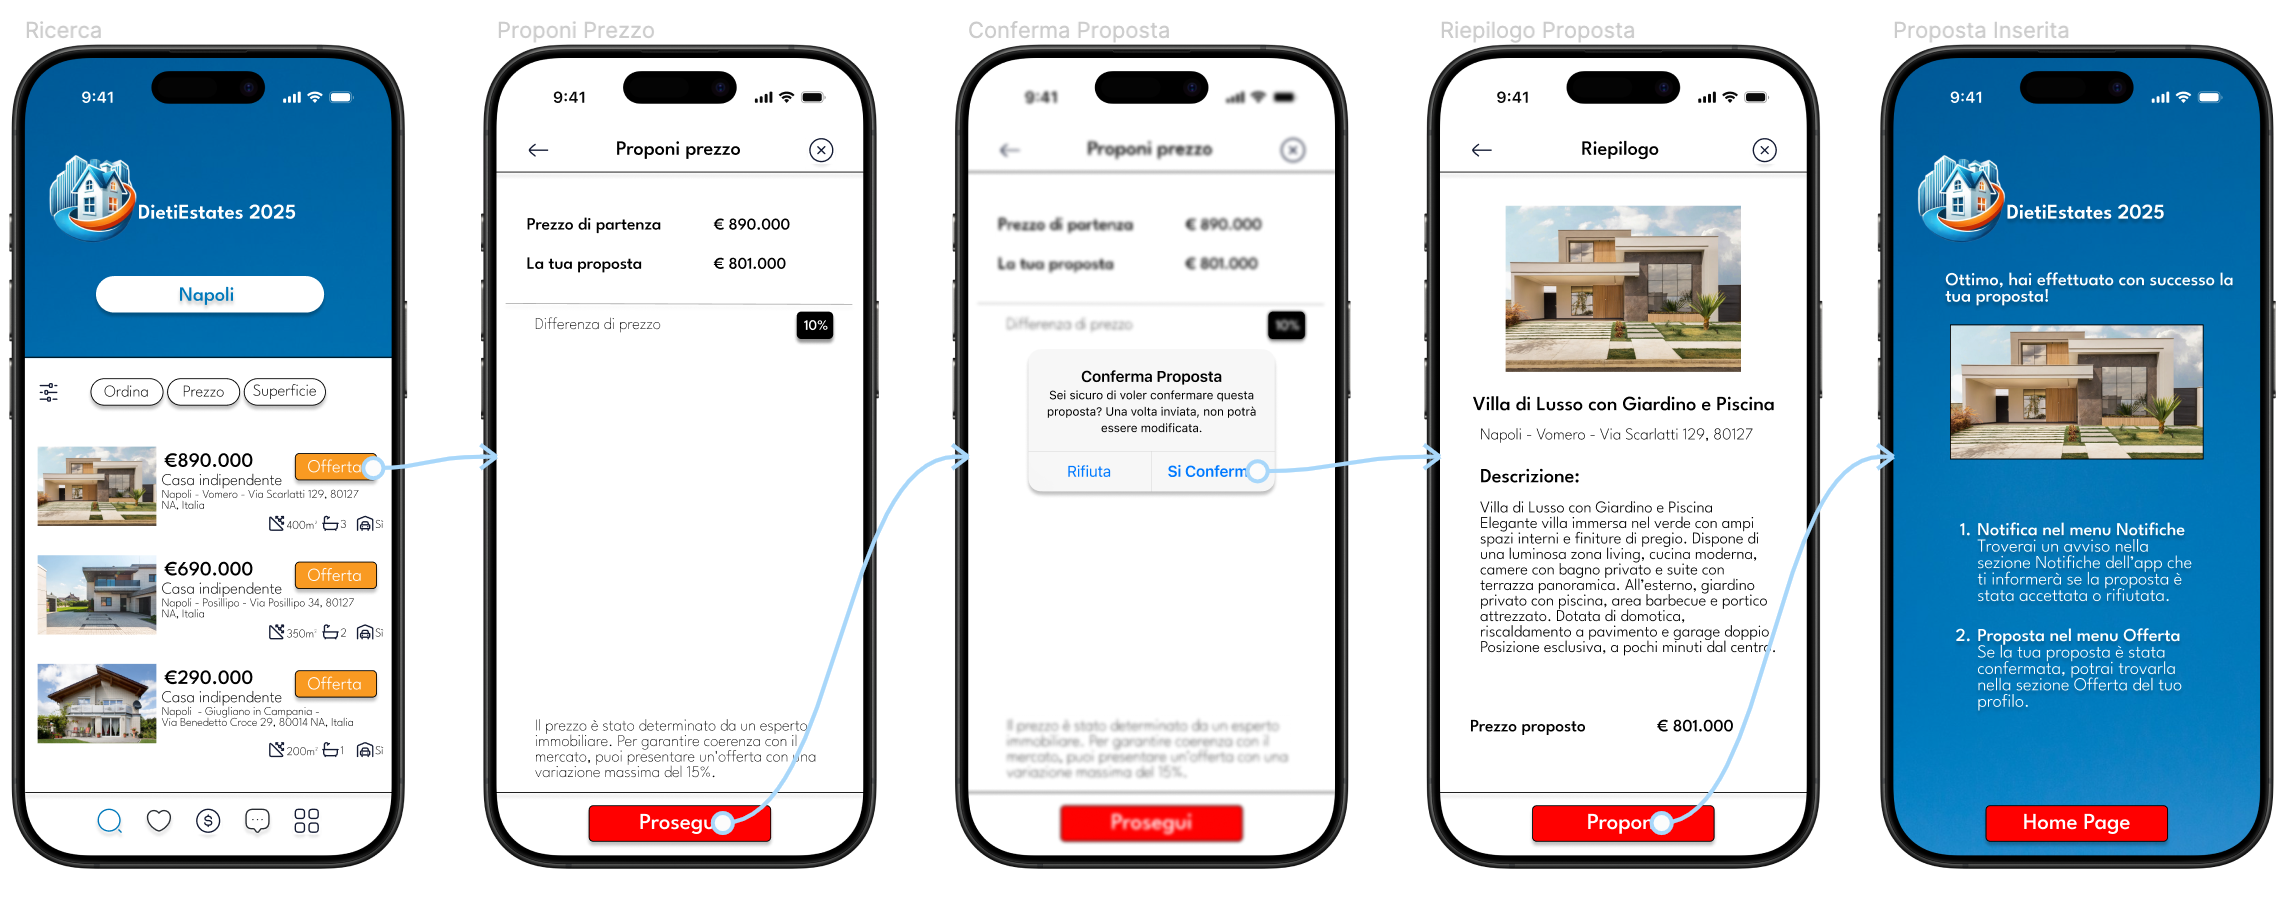 Ricerca
9:41
DietiEstates 2025
Napoli
Ordina
Prezzo
Superficie
€890.000
Offerta
Casa indipendente
Napoli - Vomero - Via Scarlatti 129, 80127
NA, Italia
400m²
3
Sì
€690.000
Offerta
Casa indipendente
Napoli - Posillipo - Via Posillipo 34, 80127
NA, Italia
350m²
2
Sì
€290.000
Offerta
Casa indipendente
Napoli - Giugliano in Campania -
Via Benedetto Croce 29, 80014 NA, Italia
200m²
1
Sì
Proponi Prezzo
9:41
Proponi prezzo
Prezzo di partenza € 890.000
La tua proposta € 801.000
Differenza di prezzo 10%
Il prezzo è stato determinato da un esperto
immobiliare. Per garantire coerenza con il
mercato, puoi presentare un'offerta con una
variazione massima del 15%.
Prosegu
Conferma Proposta
9:41
Proponi prezzo
Prezzo di partenza € 890.000
La tua proposta € 801.000
Differenza di prezzo 10%
Conferma Proposta
Sei sicuro di voler confermare questa
proposta? Una volta inviata, non potrà
essere modificata.
Rifiuta
Si Conferm
Il prezzo è stato determinato da un esperto
immobiliare. Per garantire coerenza con il
mercato, puoi presentare un'offerta con una
variazione massima del 15%.
Prosegui
Riepilogo Proposta
9:41
Riepilogo
Villa di Lusso con Giardino e Piscina
Napoli - Vomero - Via Scarlatti 129, 80127
Descrizione:
Villa di Lusso con Giardino e Piscina
Elegante villa immersa nel verde con ampi
spazi interni e finiture di pregio. Dispone di
una luminosa zona living, cucina moderna,
camere con bagno privato e suite con
terrazza panoramica. All'esterno, giardino
privato con piscina, area barbecue e portico
attrezzato. Dotata di domotica,
riscaldamento a pavimento e garage doppio
Posizione esclusiva, a pochi minuti dal centro.
Prezzo proposto € 801.000
Propon
Proposta Inserita
9:41
DietiEstates 2025
Ottimo, hai effettuato con successo la
tua proposta!
1. Notifica nel menu Notifiche
Troverai un avviso nella
sezione Notifiche dell'app che
ti informerà se la proposta è
stata accettata o rifiutata.
2. Proposta nel menu Offerta
Se la tua proposta è stata
confermata, potrai trovarla
nella sezione Offerta del tuo
profilo.
Home Page